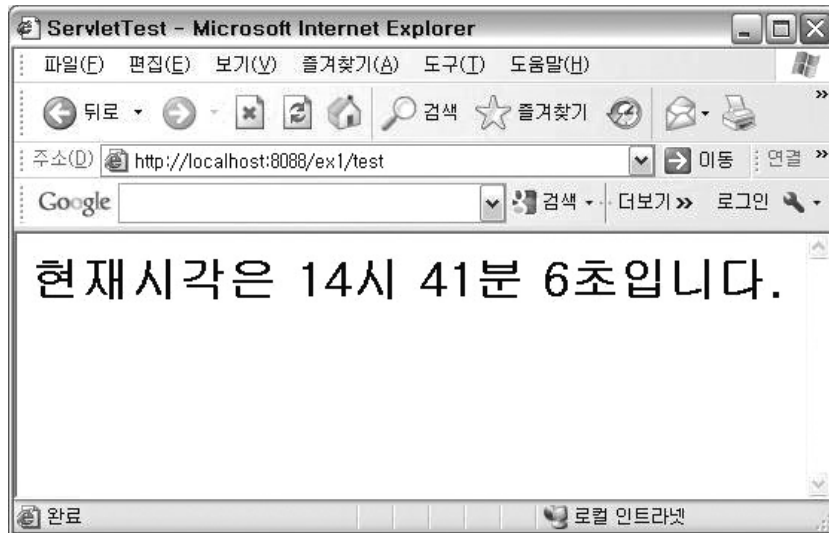 ServletTest - Microsoft Internet Explorer
파일(F) 편집(E) 보기(V) 즐겨찾기(A) 도구(T) 도움말(H)
뒤로 검색 즐겨찾기 »
주소(D) http://localhost:8088/ex1/test 이동 연결 »
Google 검색 더보기 » 로그인
현재시각은 14시 41분 6초입니다.
완료 로컬 인트라넷